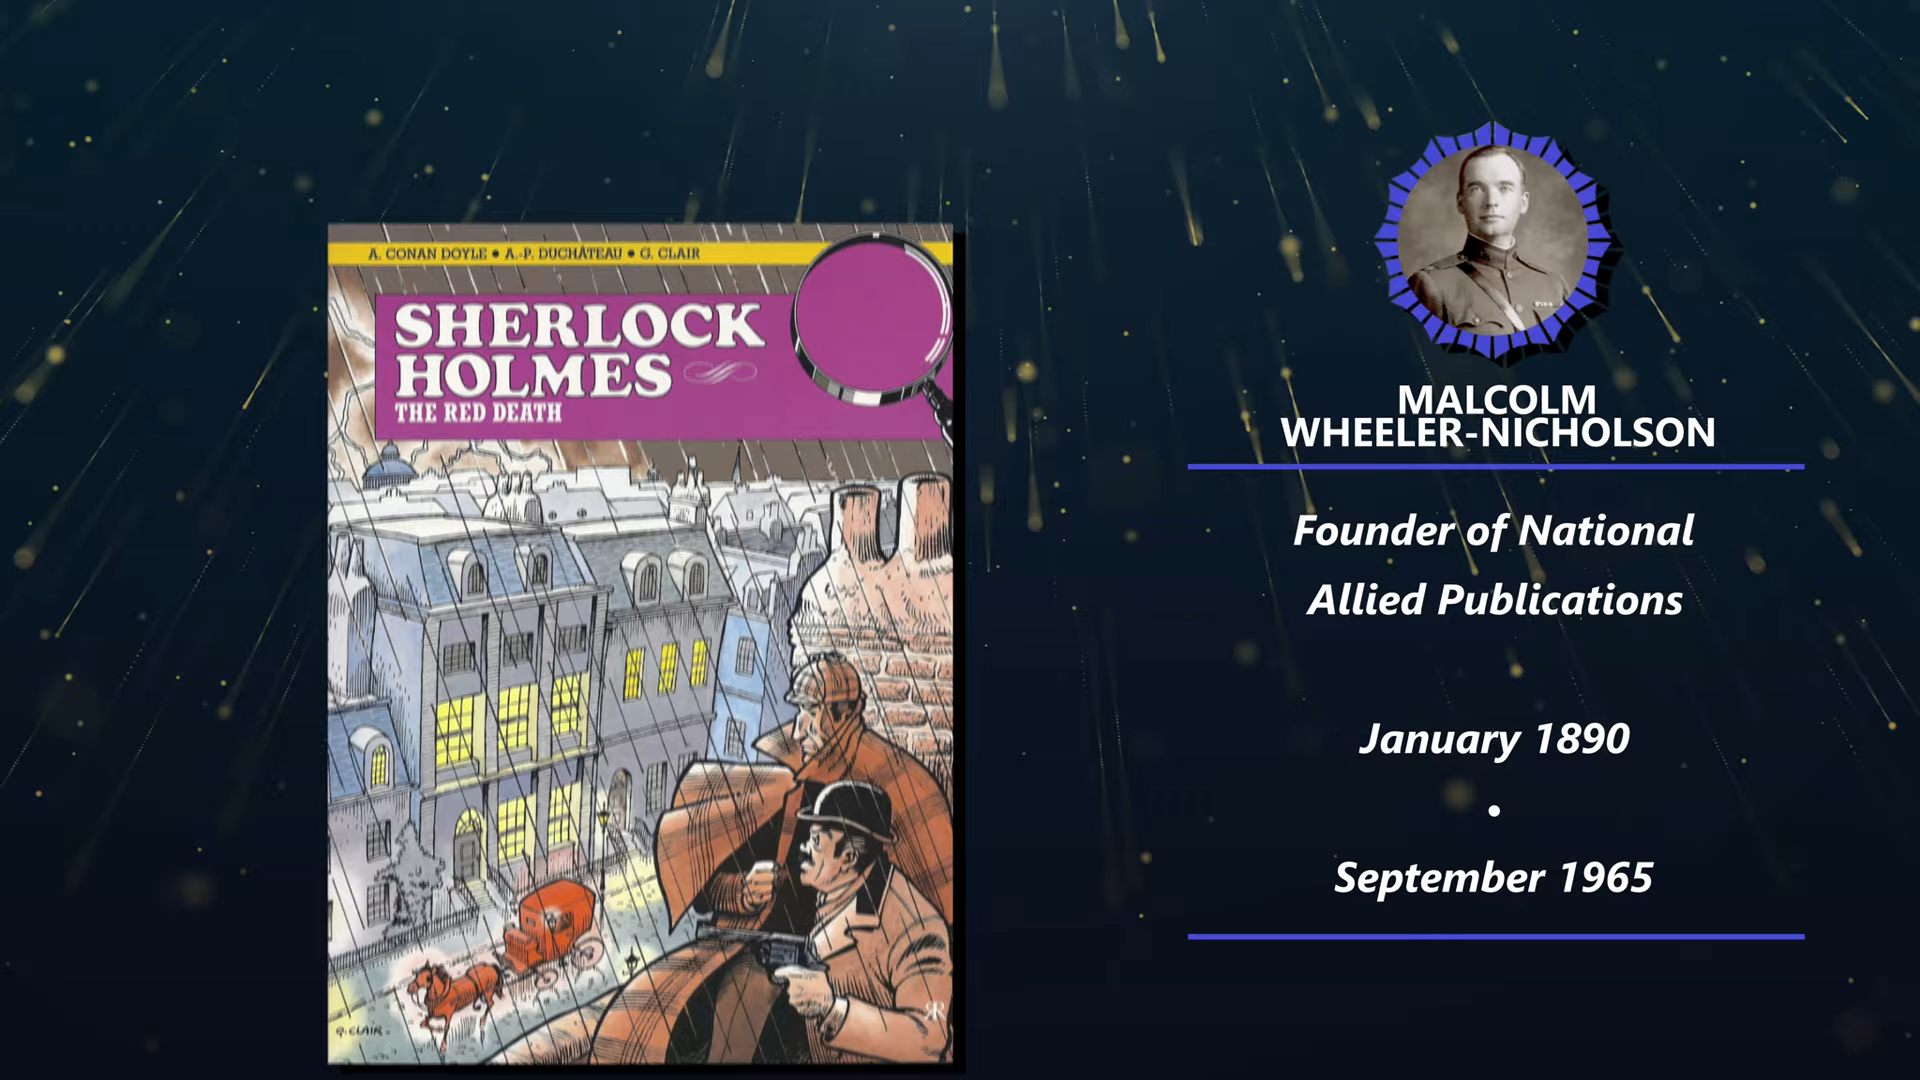 A. CONAN DOYLE • A.-P. DUCHÂTEAU • G. CLAIR
SHERLOCK
HOLMES
THE RED DEATH
G. CLAIR
MALCOLM
WHEELER-NICHOLSON
Founder of National
Allied Publications
January 1890
•
September 1965